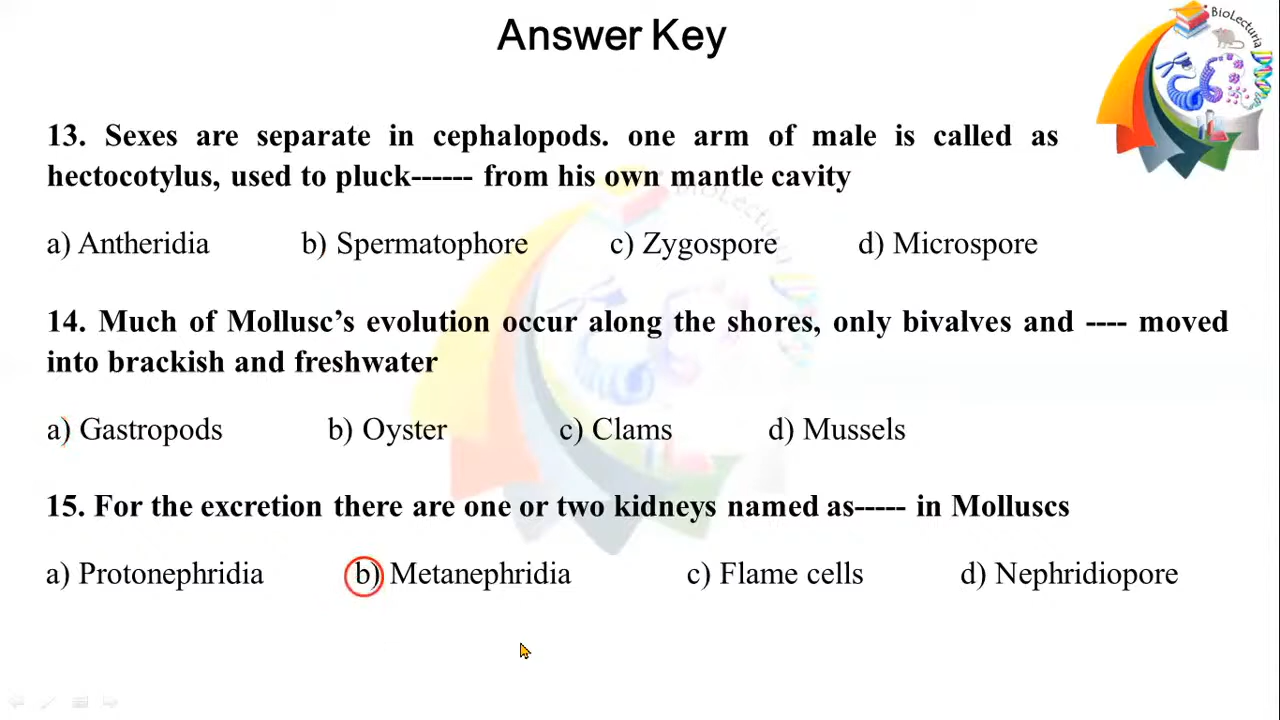 Answer Key
BioLecturia
13. Sexes are separate in cephalopods. one arm of male is called as
hectocotylus, used to pluck------ from his own mantle cavity
a) Antheridia b) Spermatophore c) Zygospore d) Microspore
14. Much of Mollusc’s evolution occur along the shores, only bivalves and ---- moved
into brackish and freshwater
a) Gastropods b) Oyster c) Clams d) Mussels
15. For the excretion there are one or two kidneys named as----- in Molluscs
a) Protonephridia b) Metanephridia c) Flame cells d) Nephridiopore